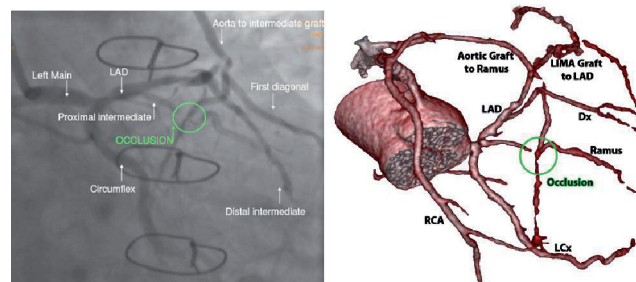 Aorta to intermediate graft
Left Main
LAD
First diagonal
Proximal intermediate
OCCLUSION
Circumflex
Distal intermediate
Aortic Graft
to Ramus
LIMA Graft
to LAD
LAD
Dx
Ramus
Occlusion
RCA
LCx